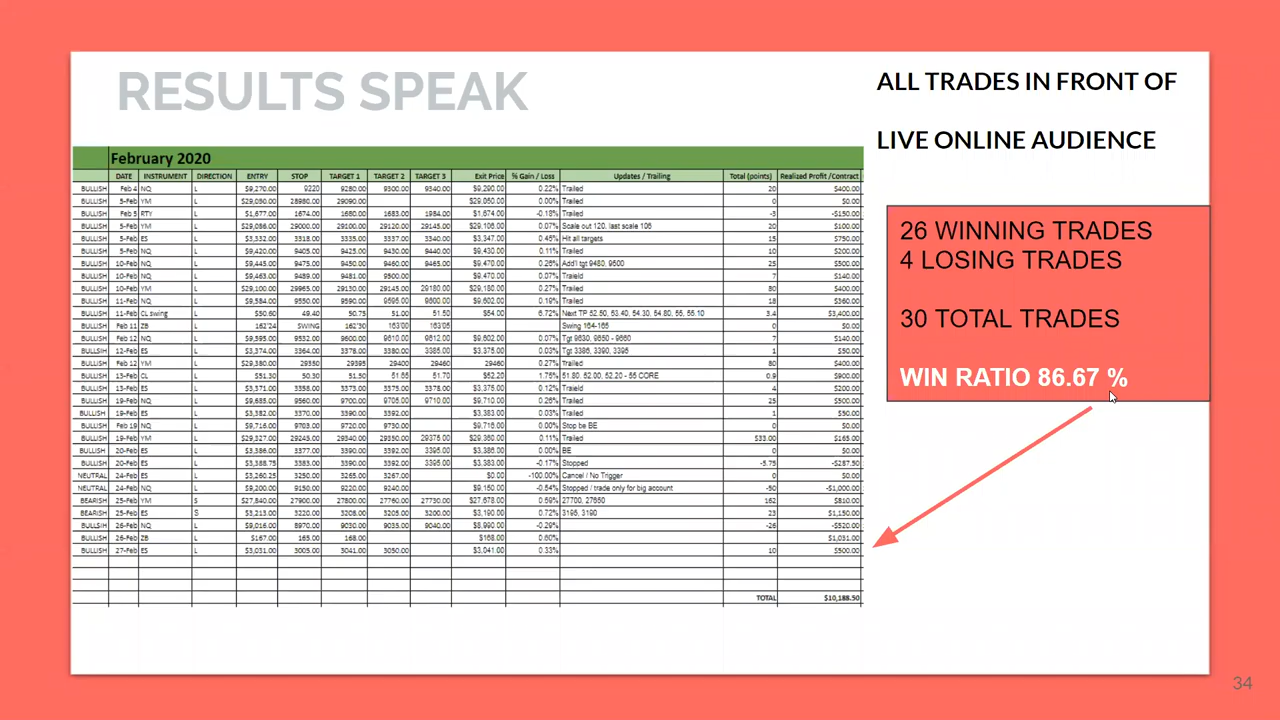 RESULTS SPEAK
ALL TRADES IN FRONT OF
LIVE ONLINE AUDIENCE
February 2020
DATE INSTRUMENT DIRECTION ENTRY STOP TARGET 1 TARGET 2 TARGET 3 Exit Price % Gain / Loss Updates / Trailing Total (points) Realized Profit /Contract
BULLISH Feb 4 NQ L $9,270.00 9220 9280.00 9300.00 9340.00 $9,290.00 0.22% Trailed 20 $400.00
BULLISH 5-Feb YM L $29,050.00 28980.00 29090.00 $29,050.00 0.00% Trailed 0 $0.00
BULLISH Feb 5 RTY L $1,677.00 1674.00 1680.00 1683.00 1984.00 $1,674.00 -0.18% Trailed -3 -$150.00
BULLISH 5-Feb YM L $29,086.00 29000.00 29100.00 29120.00 29145.00 $29,106.00 0.07% Scale out 120, last scale 106 20 $100.00
BULLISH 5-Feb ES L $3,332.00 3318.00 3335.00 3337.00 3340.00 $3,347.00 0.45% Hit all targets 15 $750.00
BULLISH 5-Feb NQ L $9,420.00 9405.00 9425.00 9430.00 9440.00 $9,430.00 0.11% Trailed 10 $200.00
BULLISH 10-Feb NQ L $9,445.00 9475.00 9450.00 9460.00 9465.00 $9,470.00 0.26% Add'l tgt 9480, 9500 25 $500.00
BULLISH 10-Feb NQ L $9,463.00 9489.00 9481.00 9500.00 $9,470.00 0.07% Traield 7 $140.00
BULLISH 10-Feb YM L $29,100.00 29965.00 29130.00 29145.00 29180.00 $29,180.00 0.27% Trailed 80 $400.00
BULLISH 11-Feb NQ L $9,584.00 9550.00 9590.00 9695.00 9600.00 $9,602.00 0.19% Trailed 18 $360.00
BULLISH 11-Feb CL swing L $50.60 49.40 50.75 51.00 51.50 $54.00 6.72% Next TP 52.50, 53.40, 54.30, 54.80, 55, 55.10 3.4 $3,400.00
BULLISH Feb 11 ZB L 162'24 SWING 162'30 163'00 163'05 Swing 164-165 0 $0.00
BULLISH 12-Feb NQ L $9,595.00 9532.00 9598.00 9610.00 9612.00 $9,602.00 0.07% Tgt 9630, 9650 - 9660 7 $140.00
BULLSIH 12-Feb ES L $3,374.00 3364.00 3378.00 3380.00 3385.00 $3,375.00 0.03% Tgt 3386, 3390, 3396 1 $50.00
BULLISH Feb 12 YM L $29,380.00 29350 29395 29400 29460 29460 0.27% Trailed 80 $400.00
BULLISH 13-Feb CL L $51.30 50.30 51.50 51.65 51.70 $52.20 1.75% 51.80, 52.00, 52.20 - 55 CORE 0.9 $900.00
BULLISH 13-Feb ES L $3,371.00 3358.00 3373.00 3375.00 3378.00 $3,375.00 0.12% Traield 4 $200.00
BULLISH 19-Feb NQ L $9,685.00 9560.00 9700.00 9705.00 9710.00 $9,710.00 0.26% Trailed 25 $500.00
BULLISH 19-Feb ES L $3,382.00 3370.00 3390.00 3392.00 $3,383.00 0.03% Trailed 1 $50.00
BULLISH Feb 19 NQ L $9,716.00 9703.00 9720.00 9730.00 $9,716.00 0.00% Stop be BE 0 $0.00
BULLISH 19-Feb YM L $29,327.00 29245.00 29340.00 29350.00 29375.00 $29,360.00 0.11% Trailed $33.00 $165.00
BULLISH 20-Feb ES L $3,386.00 3377.00 3390.00 3392.00 3395.00 $3,386.00 0.00% BE 0 $0.00
BULLISH 20-Feb ES L $3,388.75 3383.00 3390.00 3392.00 3395.00 $3,383.00 -0.17% Stopped -5.75 -$287.50
NEUTRAL 24-Feb ES L $3,260.25 3250.00 3265.00 3267.00 $0.00 -100.00% Cancel / No Trigger 0 $0.00
NEUTRAL 24-Feb NQ L $9,200.00 9150.00 9220.00 9240.00 $9,150.00 -0.54% Stopped / trade only for big account -50 -$1,000.00
BEARISH 25-Feb YM S $27,840.00 27900.00 27800.00 27760.00 27730.00 $27,678.00 0.59% 27700, 27650 162 $810.00
BEARISH 25-Feb ES S $3,213.00 3220.00 3208.00 3205.00 3200.00 $3,190.00 0.72% 3195, 3190 23 $1,150.00
BULLSIH 26-Feb NQ L $9,016.00 8970.00 9030.00 9035.00 9040.00 $8,990.00 -0.29% -26 -$520.00
BULLISH 26-Feb ZB L $167.00 165.00 168.00 $168.00 0.60% $1,031.00
BULLISH 27-Feb ES L $3,031.00 3005.00 3041.00 3050.00 $3,041.00 0.33% 10 $500.00
TOTAL $10,188.50
26 WINNING TRADES
4 LOSING TRADES
30 TOTAL TRADES
WIN RATIO 86.67 %
34